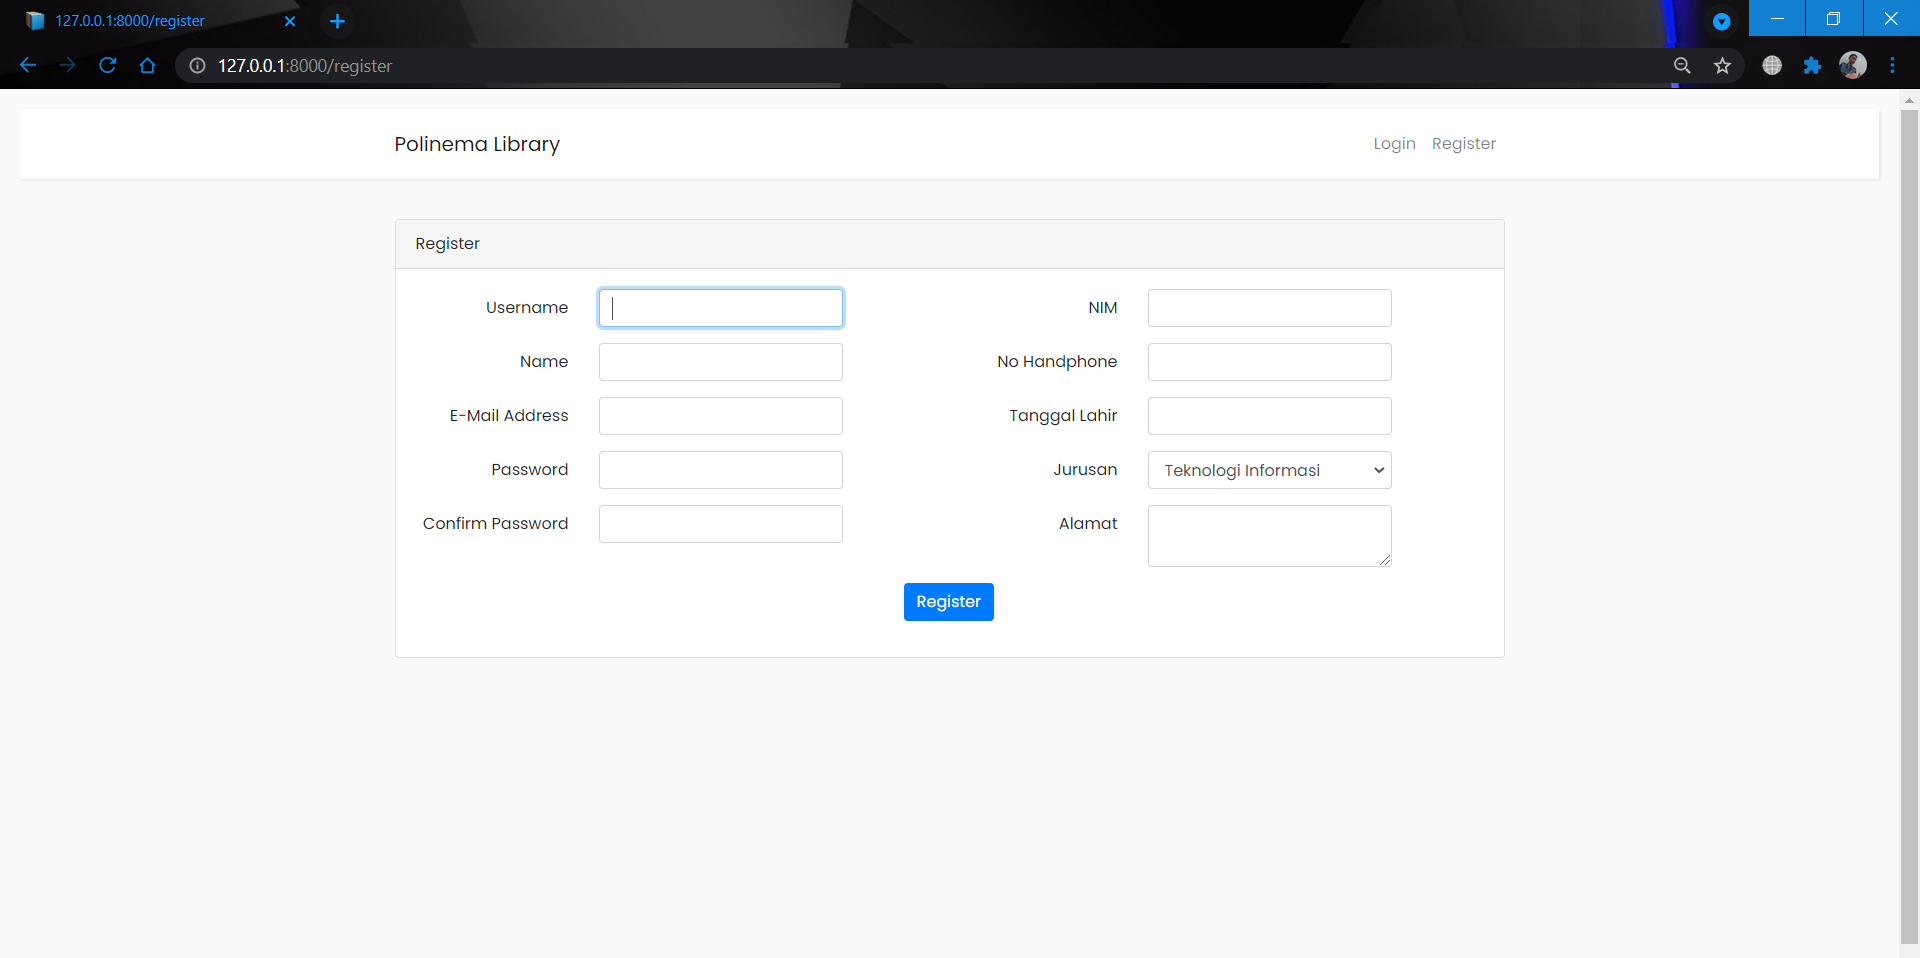 127.0.0.1:8000/register
127.0.0.1:8000/register
Polinema Library
Login Register
Register
Username
NIM
Name
No Handphone
E-Mail Address
Tanggal Lahir
Password
Jurusan Teknologi Informasi
Confirm Password
Alamat
Register